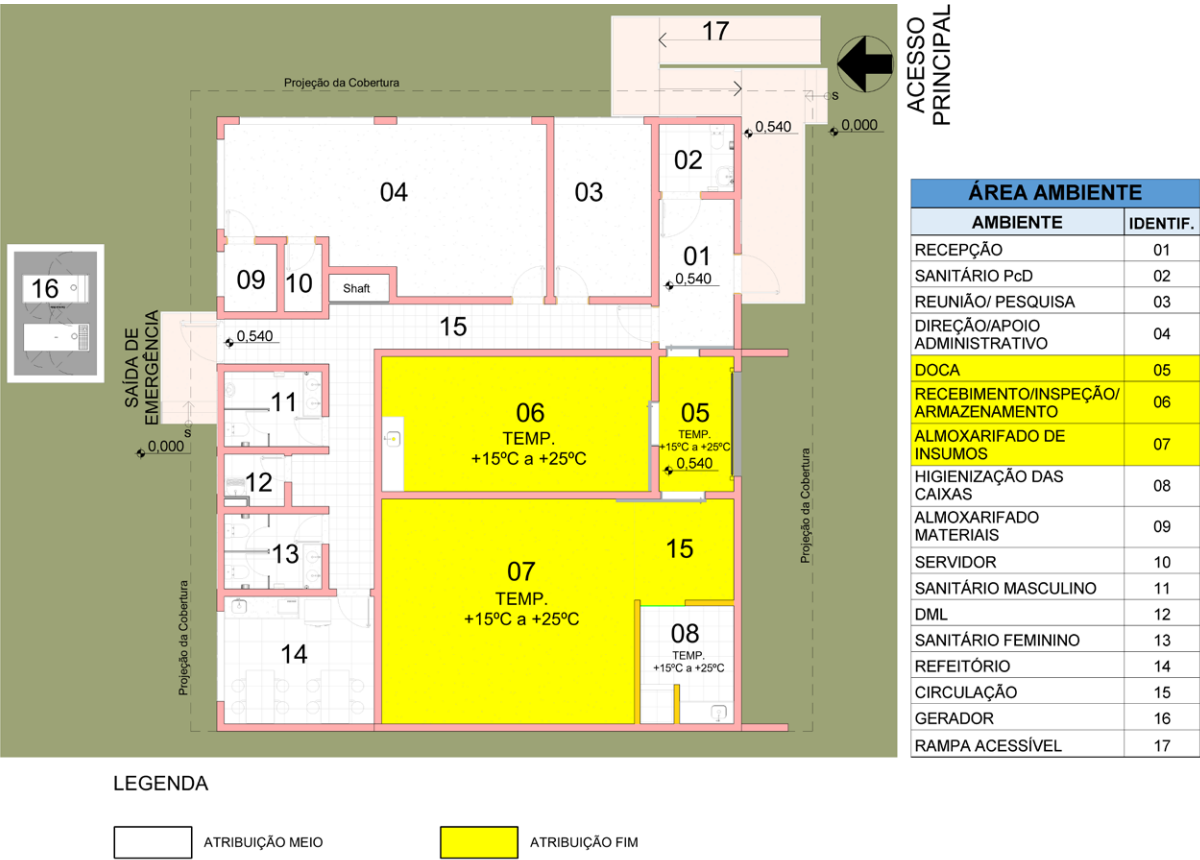 17
ACESSO
PRINCIPAL
Projeção da Cobertura
S
0,540
0,000
02
04
03
01
0,540
09
10
16
Shaft
15
SAÍDA DE
EMERGÊNCIA
0,540
11
06
TEMP.
+15ºC a +25ºC
05
TEMP.
+15ºC a +25ºC
0,540
S
0,000
12
Projeção da Cobertura
13
15
07
TEMP.
+15ºC a +25ºC
Projeção da Cobertura
14
08
TEMP.
+15ºC a +25ºC
ÁREA AMBIENTE
AMBIENTE IDENTIF.
RECEPÇÃO 01
SANITÁRIO PcD 02
REUNIÃO/ PESQUISA 03
DIREÇÃO/APOIO
ADMINISTRATIVO 04
DOCA 05
RECEBIMENTO/INSPEÇÃO/
ARMAZENAMENTO 06
ALMOXARIFADO DE
INSUMOS 07
HIGIENIZAÇÃO DAS
CAIXAS 08
ALMOXARIFADO
MATERIAIS 09
SERVIDOR 10
SANITÁRIO MASCULINO 11
DML 12
SANITÁRIO FEMININO 13
REFEITÓRIO 14
CIRCULAÇÃO 15
GERADOR 16
RAMPA ACESSÍVEL 17
LEGENDA
ATRIBUIÇÃO MEIO
ATRIBUIÇÃO FIM